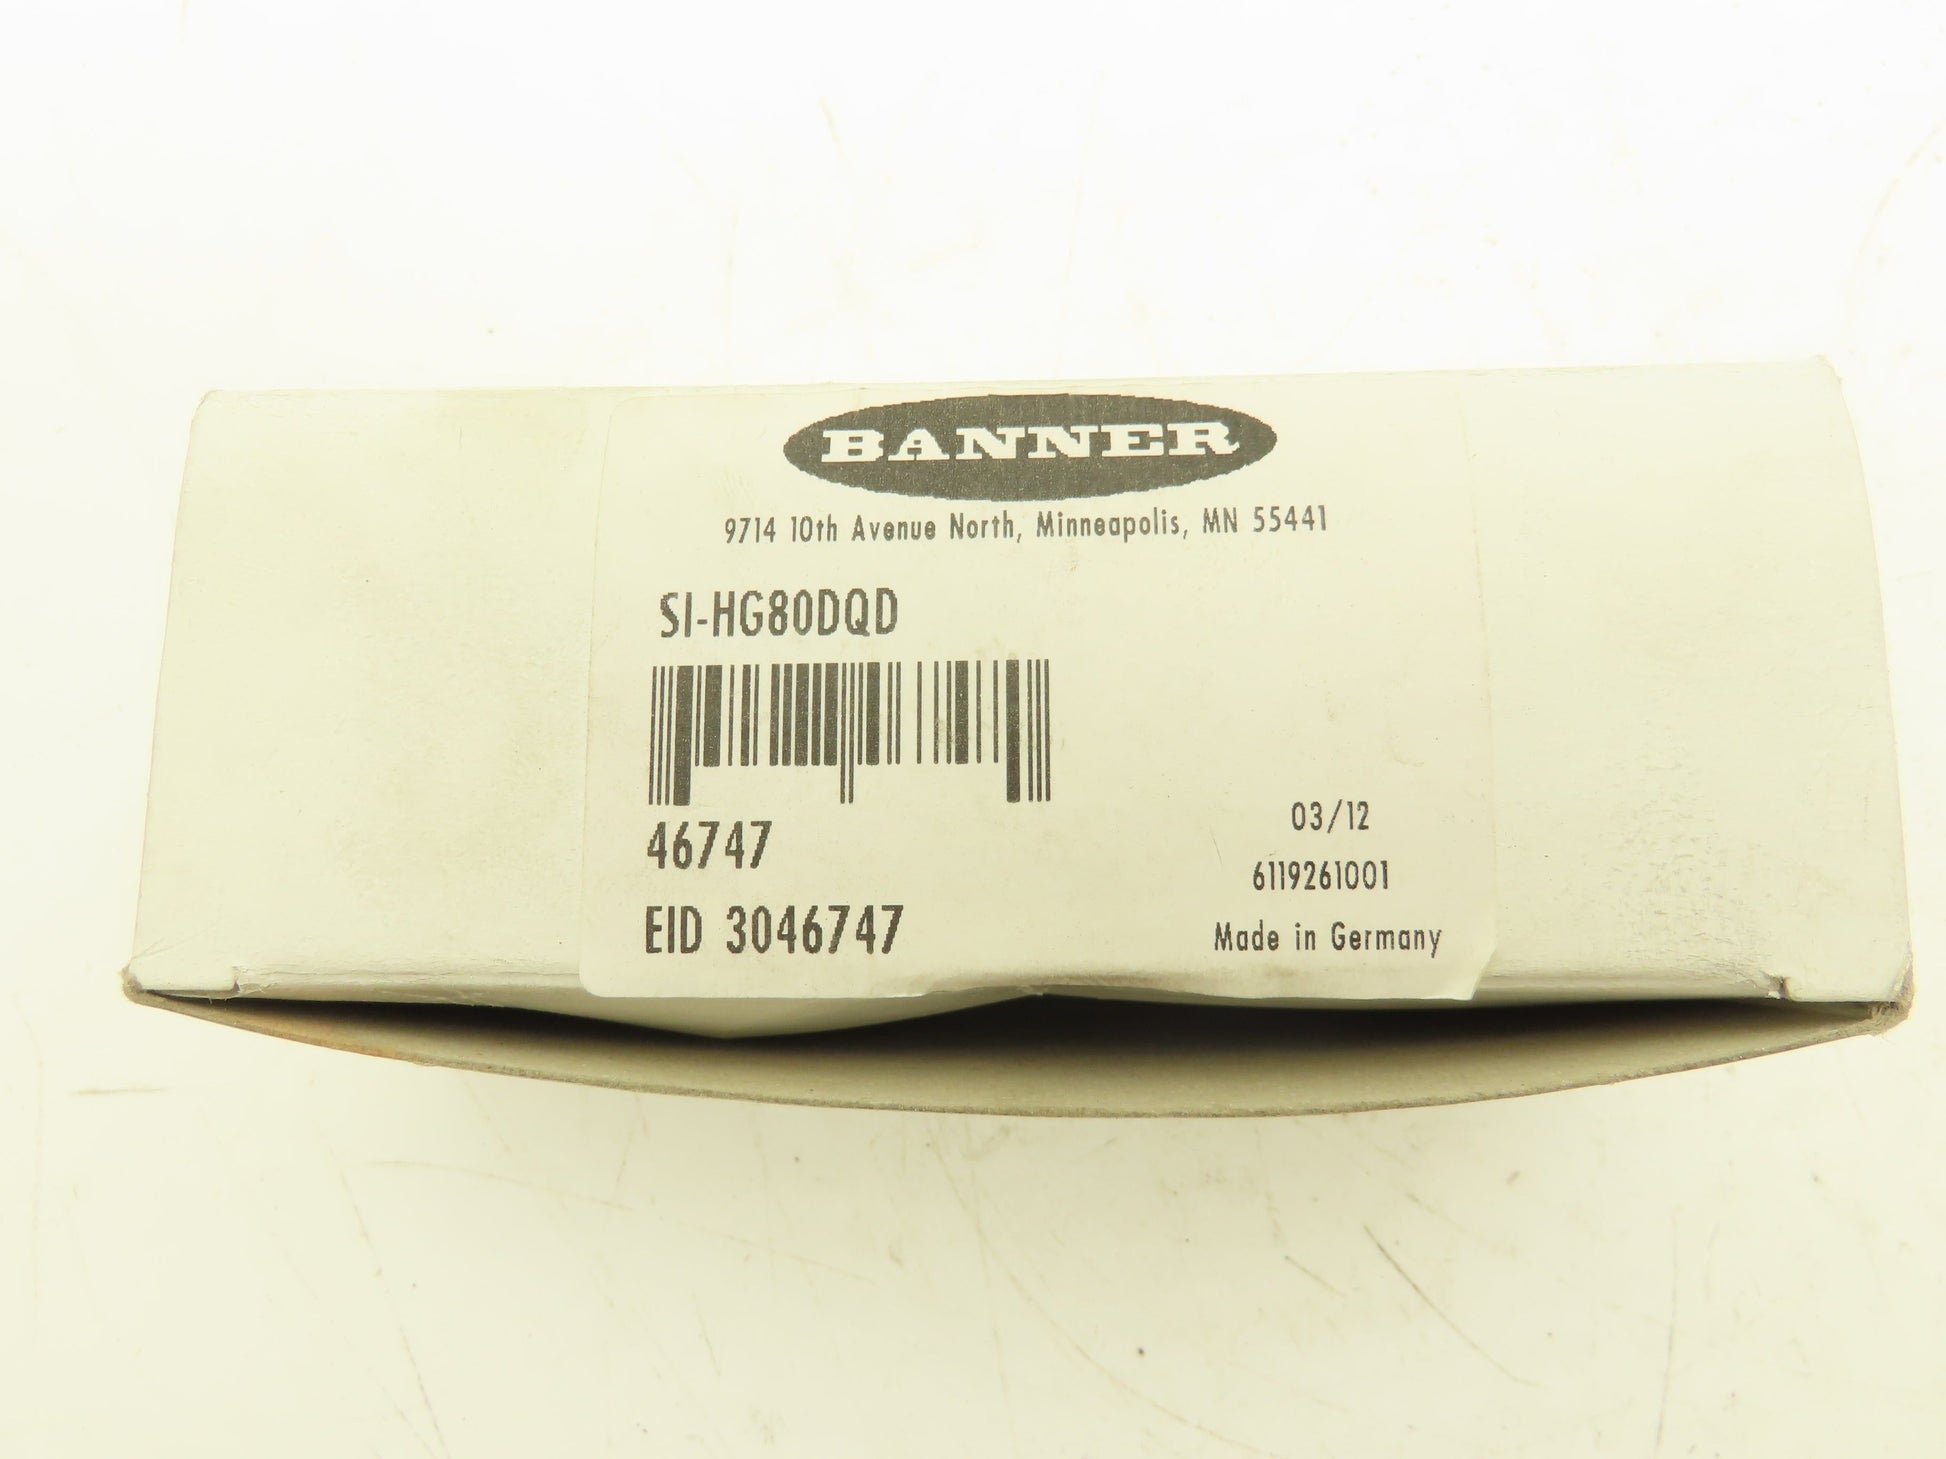 BANNER
9714 10th Avenue North, Minneapolis, MN 55441
SI-HG80DQD
46747
EID 3046747
03/12
6119261001
Made in Germany